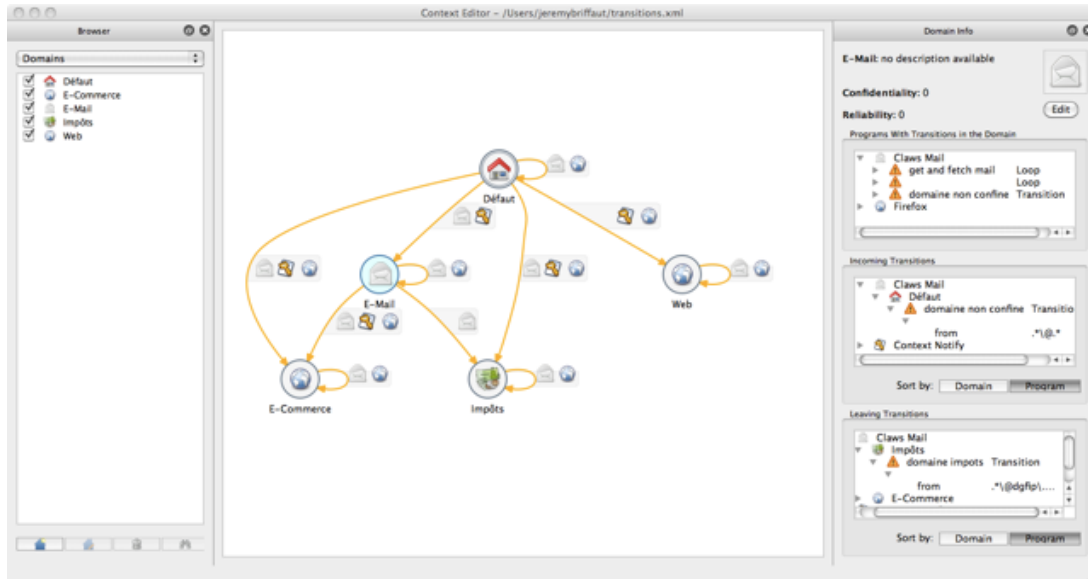 Context Editor – /Users/jeremybriffaut/transitions.xml
Browser
Domains
Défaut
E-Commerce
E-Mail
Impôts
Web
Défaut
E-Mail
Web
E-Commerce
Impôts
Domain Info
E-Mail: no description available
Confidentiality: 0
Reliability: 0
Edit
Programs With Transitions in the Domain
Claws Mail
get and fetch mail Loop
Loop
domaine non confine Transition
Firefox
Incoming Transitions
Claws Mail
Défaut
domaine non confine Transitio
from .*\@.*
Context Notify
Sort by: Domain Program
Leaving Transitions
Claws Mail
Impôts
domaine impots Transition
from .*\@dgfip\....
E-Commerce
Sort by: Domain Program